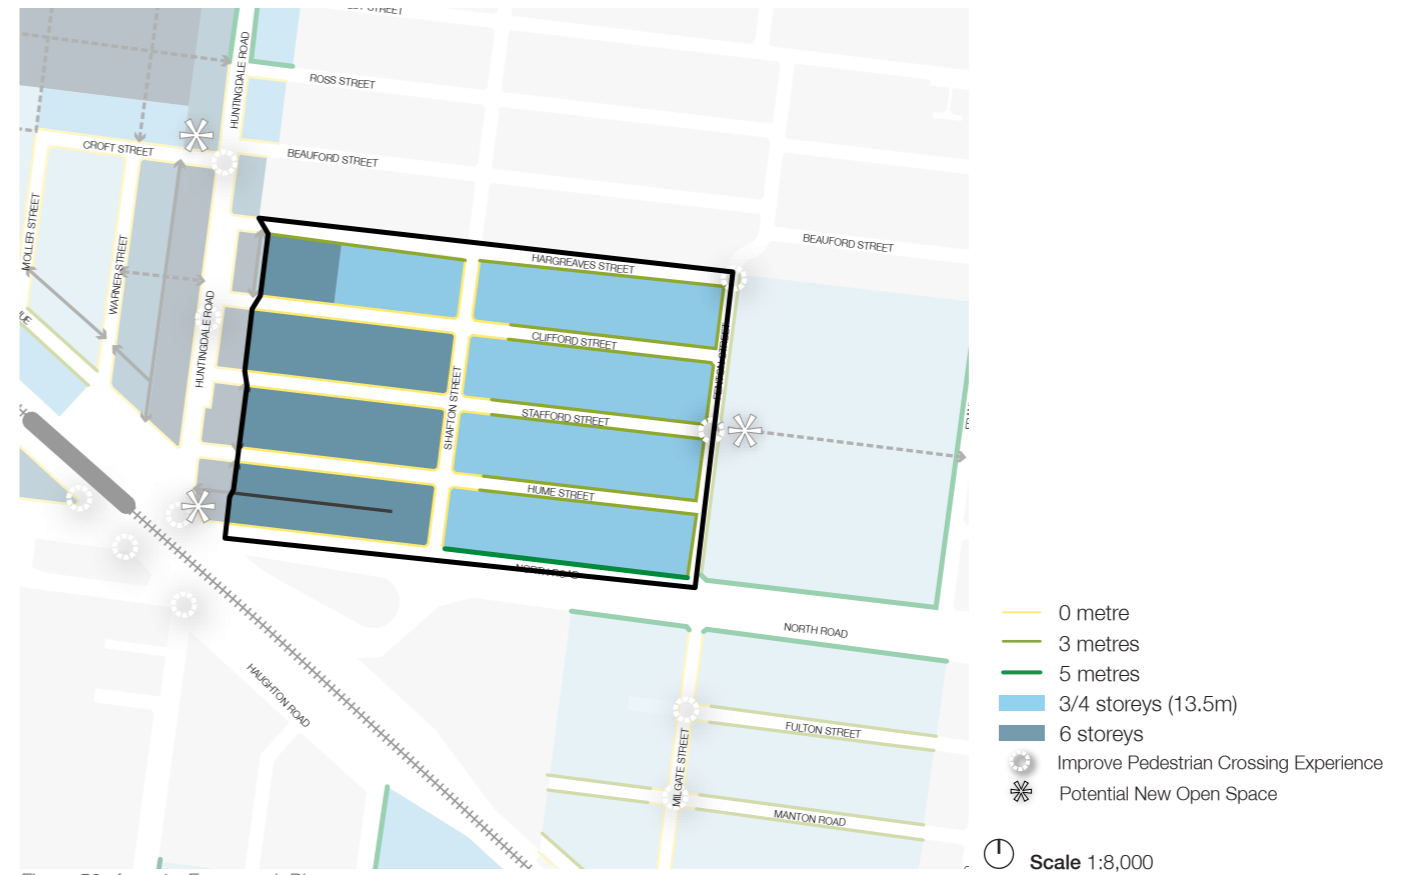 STREET
HUNTINGDALE ROAD
ROSS STREET
CROFT STREET
BEAUFORD STREET
MOLLER STREET
WARNER STREET
HUNTINGDALE ROAD
BEAUFORD STREET
HARGREAVES STREET
CLIFFORD STREET
SHAFTON STREET
STAFFORD STREET
HUME STREET
NORTH ROAD
NORTH ROAD
HAUGHTON ROAD
MILGATE STREET
FULTON STREET
MANTON ROAD
0 metre
3 metres
5 metres
3/4 storeys (13.5m)
6 storeys
Improve Pedestrian Crossing Experience
Potential New Open Space
Scale 1:8,000